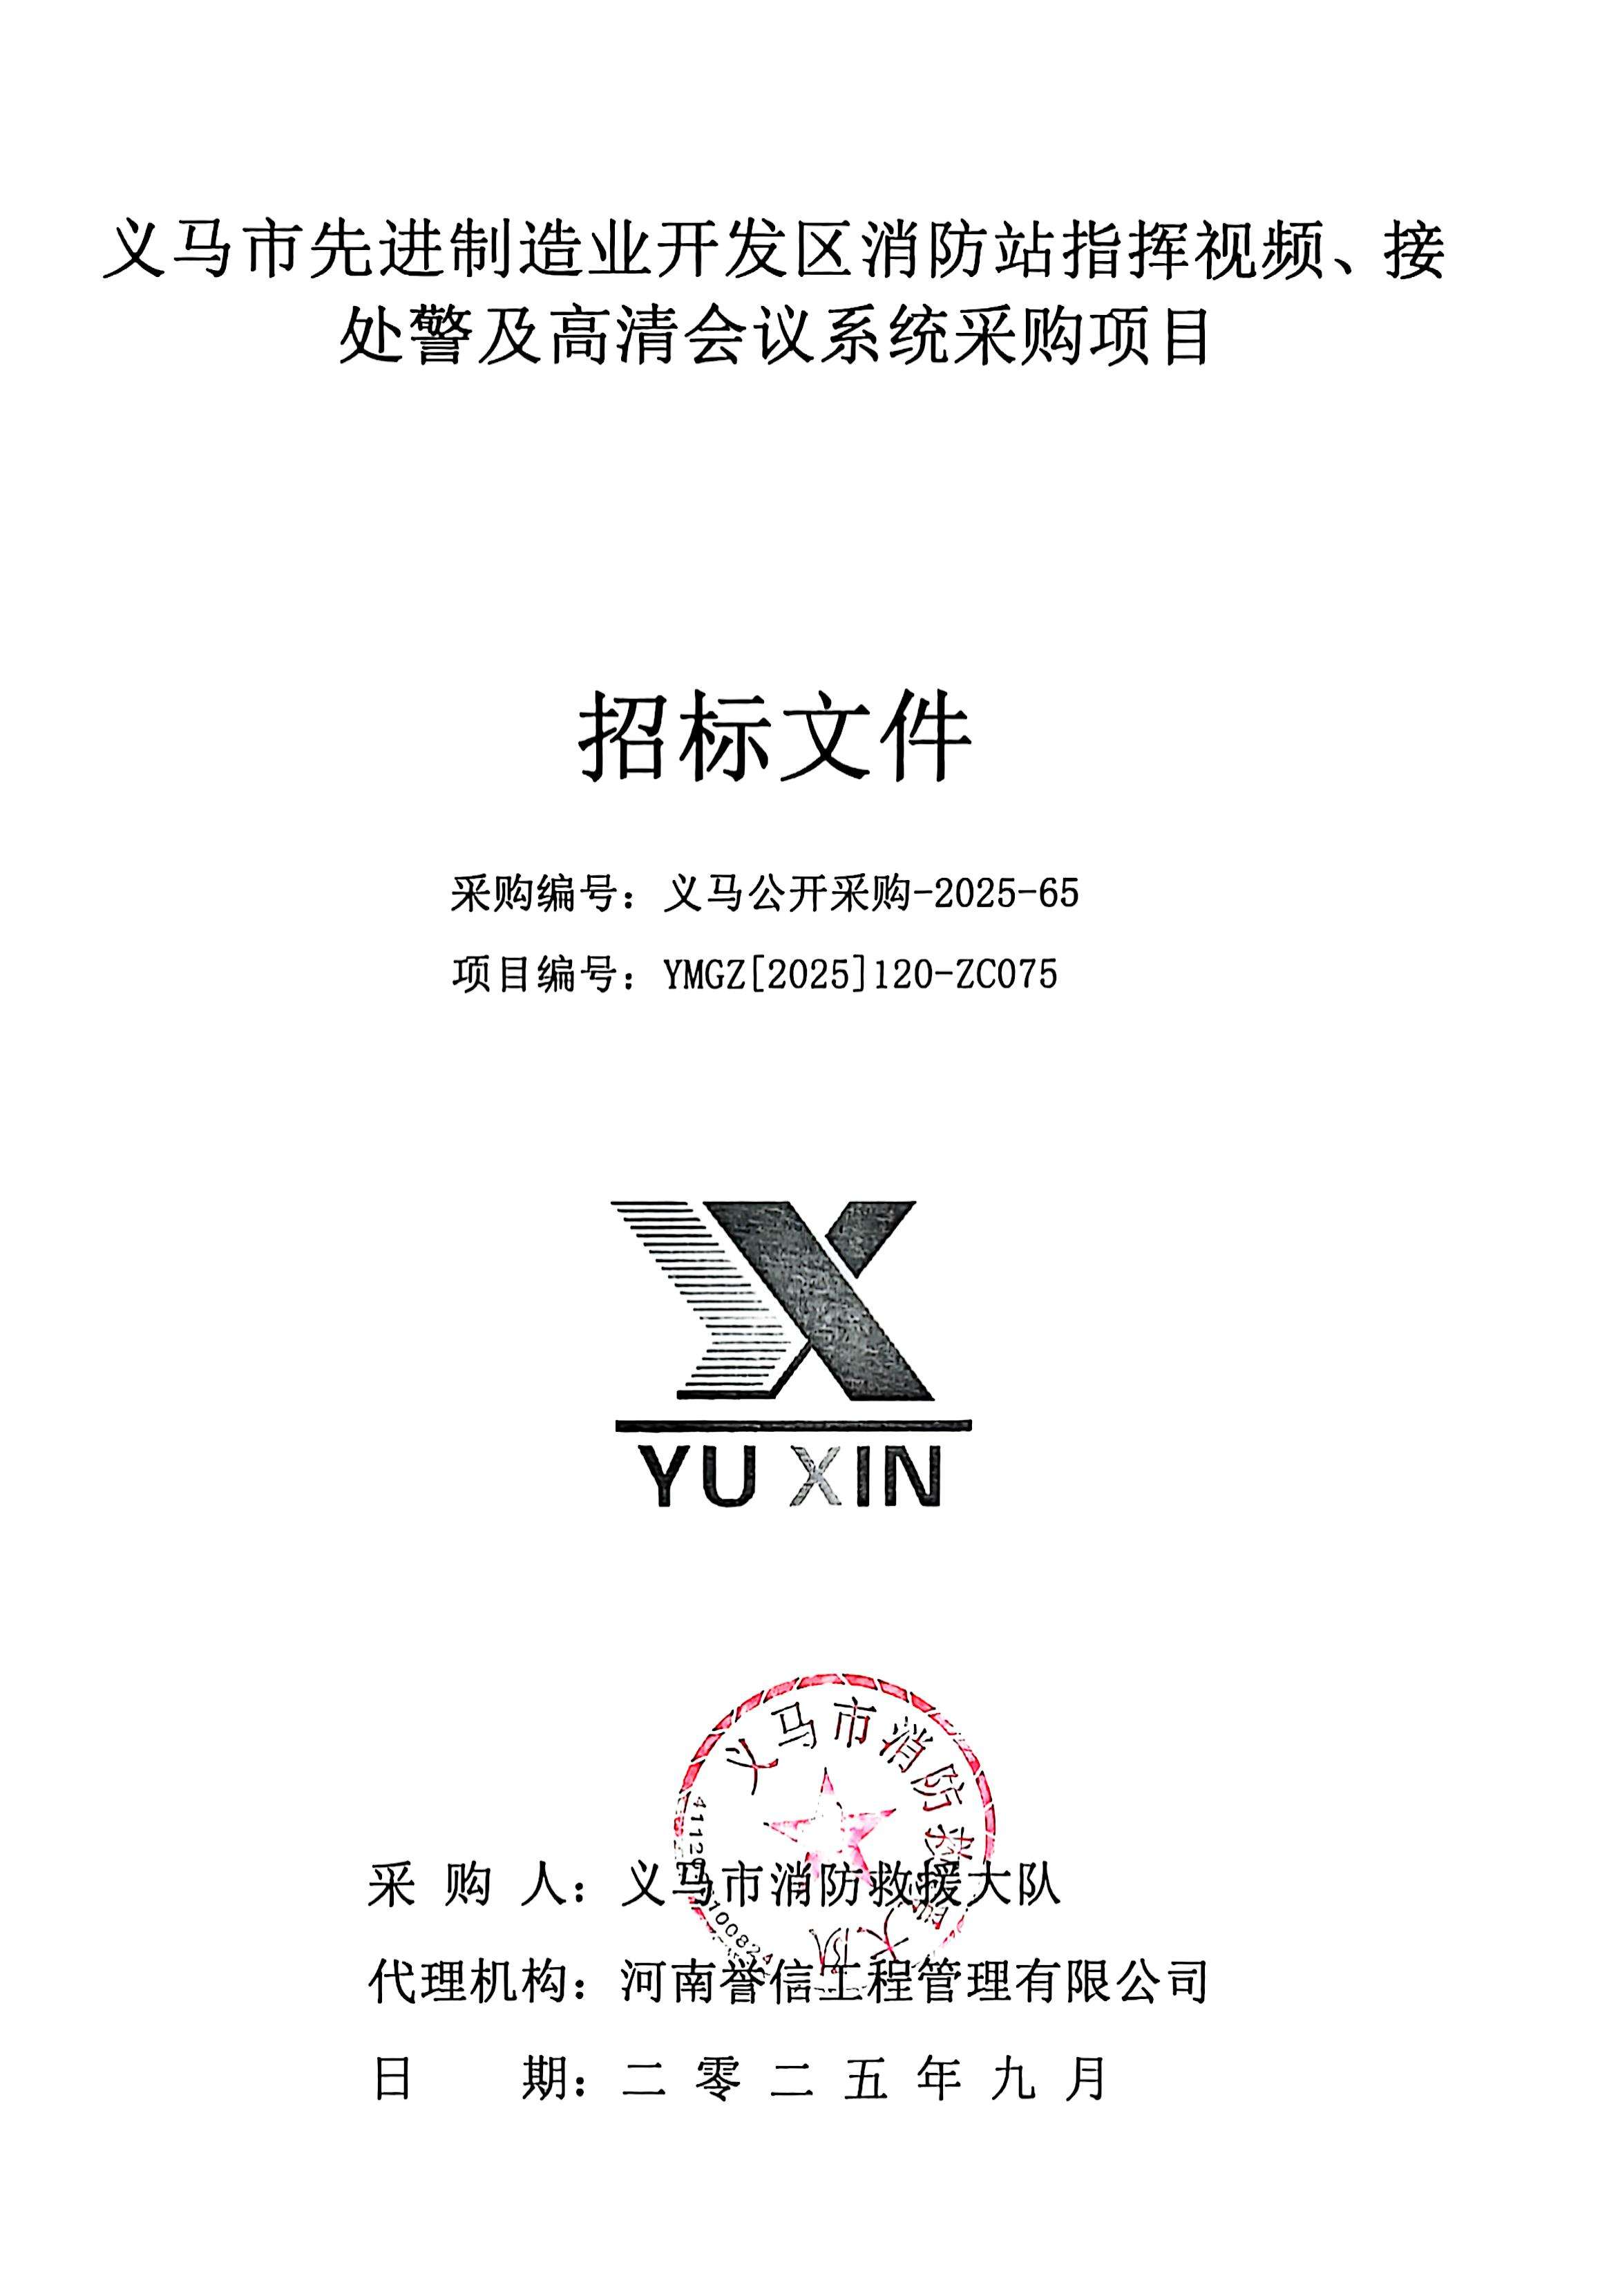 义马市先进制造业开发区消防站指挥视频、接
处警及高清会议系统采购项目
招标文件
采购编号：义马公开采购-2025-65
项目编号：YMGZ[2025]120-ZC075
YU XIN
义马市消防救援大队
采 购 人：义马市消防救援大队
代理机构：河南誉信工程管理有限公司
日 期：二零二五年九月